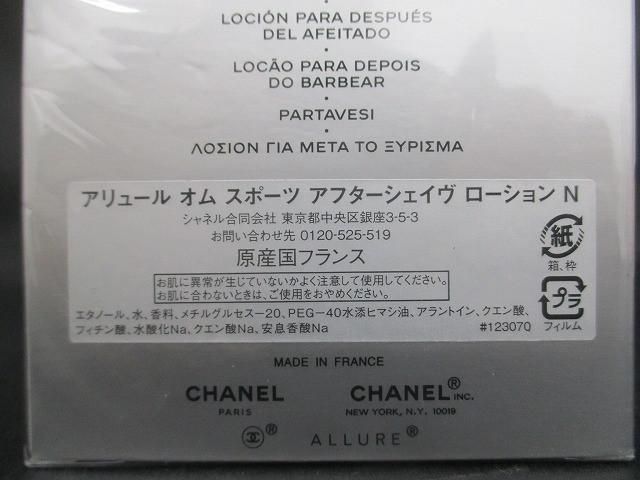 LOCIÓN PARA DESPUÉS
DEL AFEITADO
LOCÃO PARA DEPOIS
DO BARBEAR
PARTAVESI
ΛΟΣΙΟΝ ΓΙΑ ΜΕΤΑ ΤΟ ΞΥΡΙΣΜΑ
アリュール オム スポーツ アフターシェイヴ ローション N
シャネル合同会社 東京都中央区銀座3-5-3
お問い合わせ先 0120-525-519
原産国フランス
お肌に異常が生じていないかよく注意して使用してください。
お肌に合わないときは、ご使用をおやめください。
エタノール、水、香料、メチルグルセス-20、PEG-40水添ヒマシ油、アラントイン、クエン酸、
フィチン酸、水酸化Na、クエン酸Na、安息香酸Na
#123070
紙
箱、枠
プラ
フィルム
MADE IN FRANCE
CHANEL
PARIS
CHANEL® INC.
NEW YORK, N.Y. 10019
®
ALLURE®